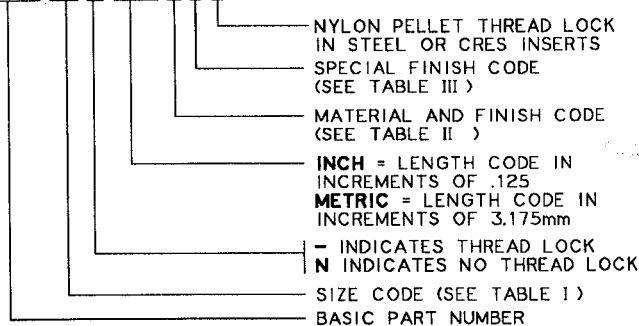 NYLON PELLET THREAD LOCK
IN STEEL OR CRES INSERTS
SPECIAL FINISH CODE
(SEE TABLE III)
MATERIAL AND FINISH CODE
(SEE TABLE II )
INCH = LENGTH CODE IN
INCREMENTS OF .125
METRIC = LENGTH CODE IN
INCREMENTS OF 3.175mm
– INDICATES THREAD LOCK
N INDICATES NO THREAD LOCK
SIZE CODE (SEE TABLE I)
BASIC PART NUMBER